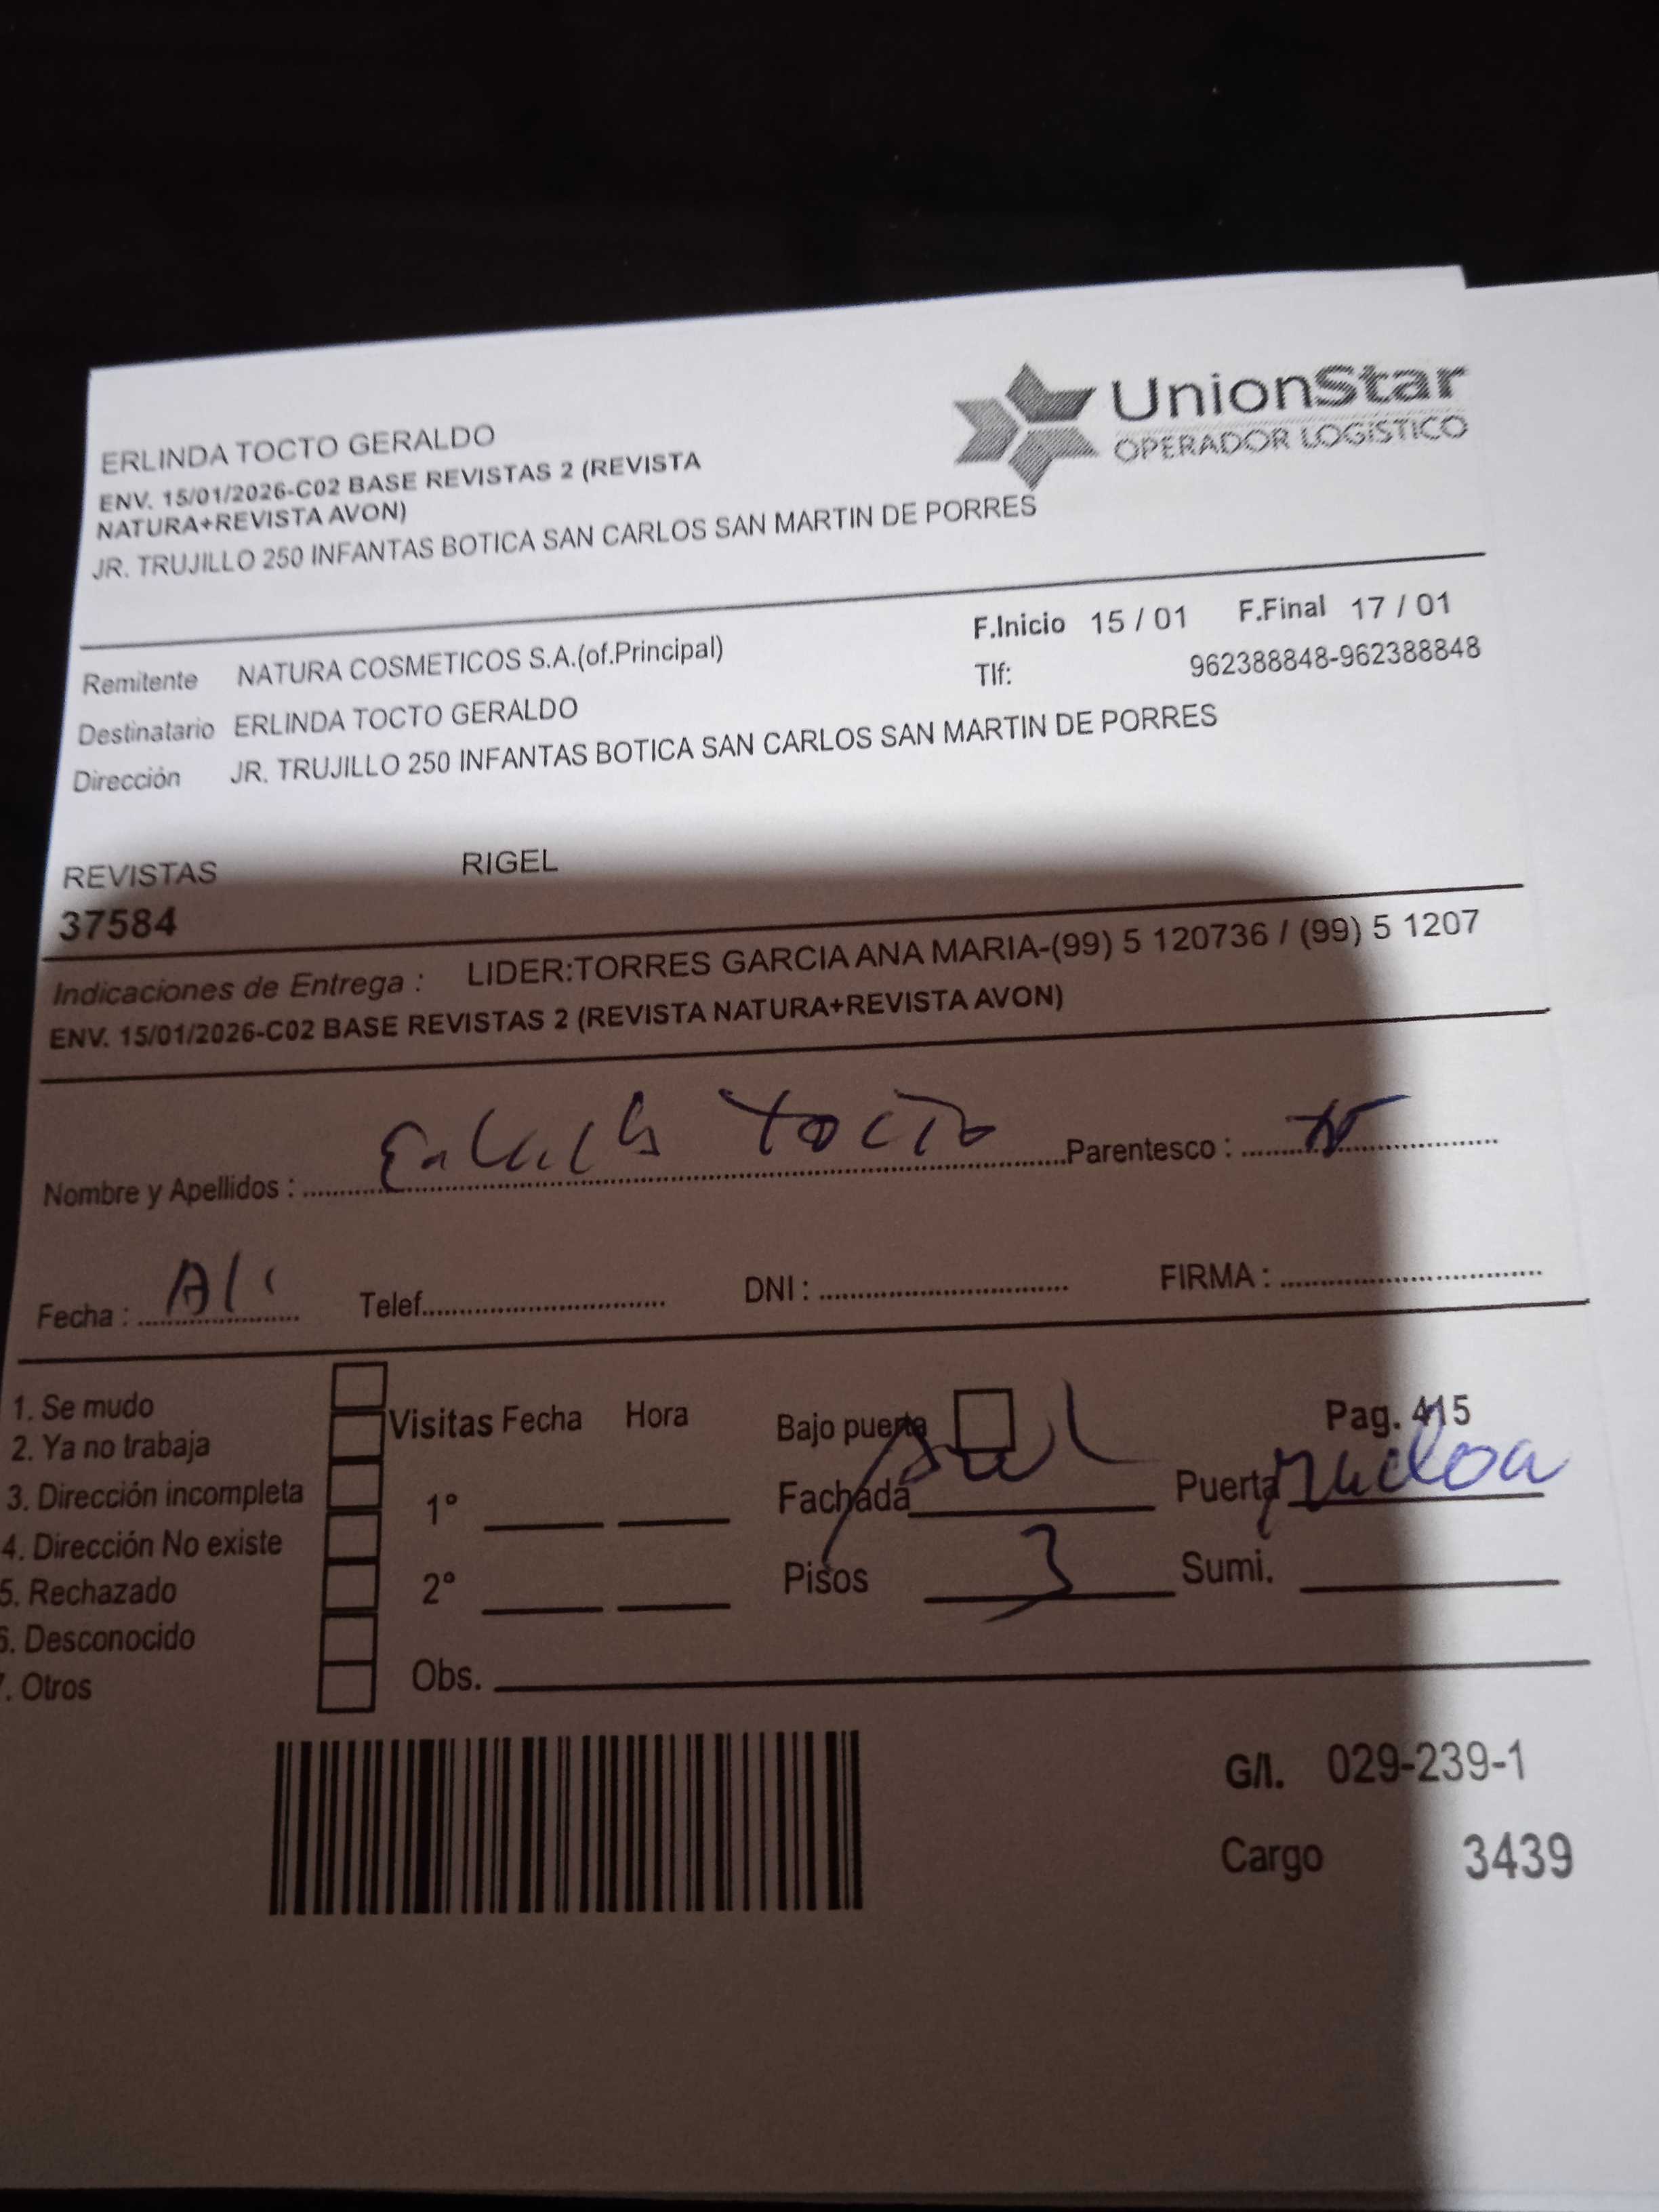 UnionStar
OPERADOR LOGÍSTICO
ERLINDA TOCTO GERALDO
ENV. 15/01/2026-C02 BASE REVISTAS 2 (REVISTA
NATURA+REVISTA AVON)
JR. TRUJILLO 250 INFANTAS BOTICA SAN CARLOS SAN MARTIN DE PORRES
F.Inicio 15 / 01 F.Final 17 / 01
Remitente NATURA COSMETICOS S.A.(of.Principal)
Tlf: 962388848-962388848
Destinatario ERLINDA TOCTO GERALDO
Dirección JR. TRUJILLO 250 INFANTAS BOTICA SAN CARLOS SAN MARTIN DE PORRES
REVISTAS RIGEL
37584
Indicaciones de Entrega : LIDER:TORRES GARCIA ANA MARIA-(99) 5 120736 / (99) 5 1207
ENV. 15/01/2026-C02 BASE REVISTAS 2 (REVISTA NATURA+REVISTA AVON)
Nombre y Apellidos : Tocto Parentesco :
Fecha : Telef. DNI : FIRMA :
1. Se mudo
2. Ya no trabaja
3. Dirección incompleta
4. Dirección No existe
5. Rechazado
6. Desconocido
7. Otros
Visitas Fecha Hora
1°
2°
Obs.
Bajo puerta Pag. 415
Fachada Puerta
Pisos 3 Sumi.
G/I. 029-239-1
Cargo 3439